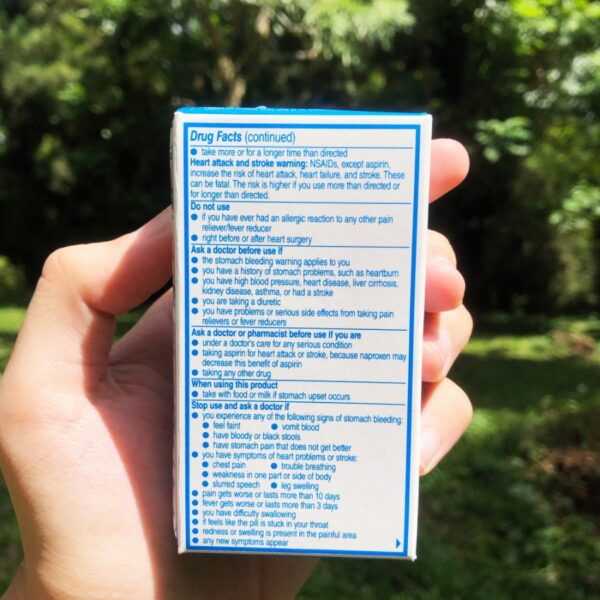 Drug Facts (continued)
● take more or for a longer time than directed
Heart attack and stroke warning: NSAIDs, except aspirin,
increase the risk of heart attack, heart failure, and stroke. These
can be fatal. The risk is higher if you use more than directed or
for longer than directed.
Do not use
● if you have ever had an allergic reaction to any other pain
reliever/fever reducer
● right before or after heart surgery
Ask a doctor before use if
● the stomach bleeding warning applies to you
● you have a history of stomach problems, such as heartburn
● you have high blood pressure, heart disease, liver cirrhosis,
kidney disease, asthma, or had a stroke
● you are taking a diuretic
● you have problems or serious side effects from taking pain
relievers or fever reducers
Ask a doctor or pharmacist before use if you are
● under a doctor's care for any serious condition
● taking aspirin for heart attack or stroke, because naproxen may
decrease this benefit of aspirin
● taking any other drug
When using this product
● take with food or milk if stomach upset occurs
Stop use and ask a doctor if
● you experience any of the following signs of stomach bleeding:
● feel faint ● vomit blood
● have bloody or black stools
● have stomach pain that does not get better
● you have symptoms of heart problems or stroke:
● chest pain ● trouble breathing
● weakness in one part or side of body
● slurred speech ● leg swelling
● pain gets worse or lasts more than 10 days
● fever gets worse or lasts more than 3 days
● you have difficulty swallowing
● it feels like the pill is stuck in your throat
● redness or swelling is present in the painful area
● any new symptoms appear